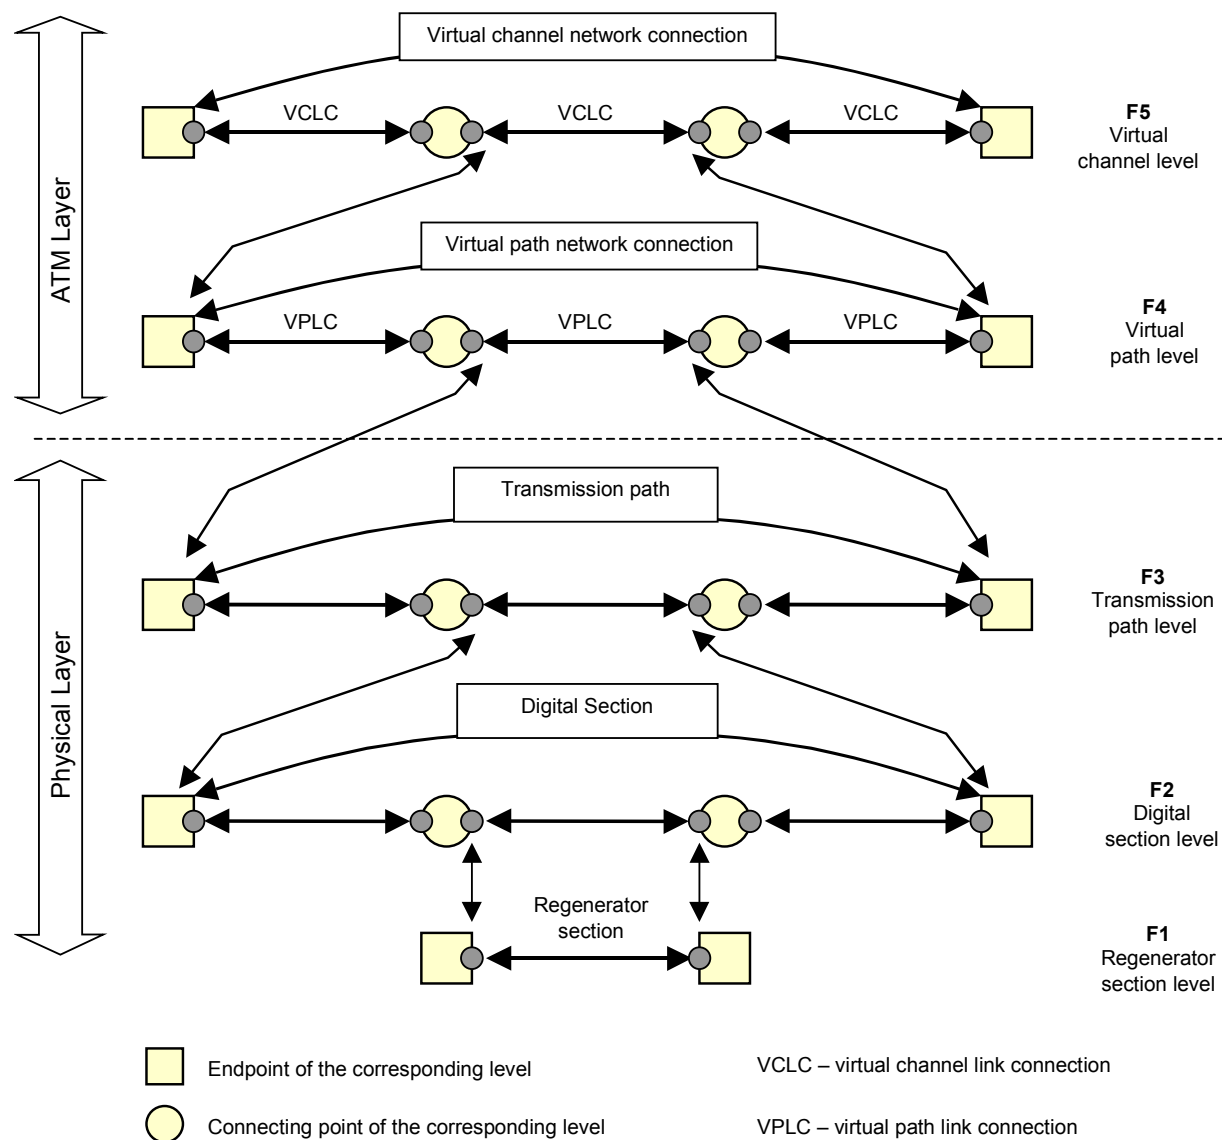 Virtual channel network connection
VCLC
VCLC
VCLC
F5
Virtual
channel level
ATM Layer
Virtual path network connection
VPLC
VPLC
VPLC
F4
Virtual
path level
Transmission path
F3
Transmission
path level
Physical Layer
Digital Section
F2
Digital
section level
Regenerator
section
F1
Regenerator
section level
Endpoint of the corresponding level
VCLC – virtual channel link connection
Connecting point of the corresponding level
VPLC – virtual path link connection